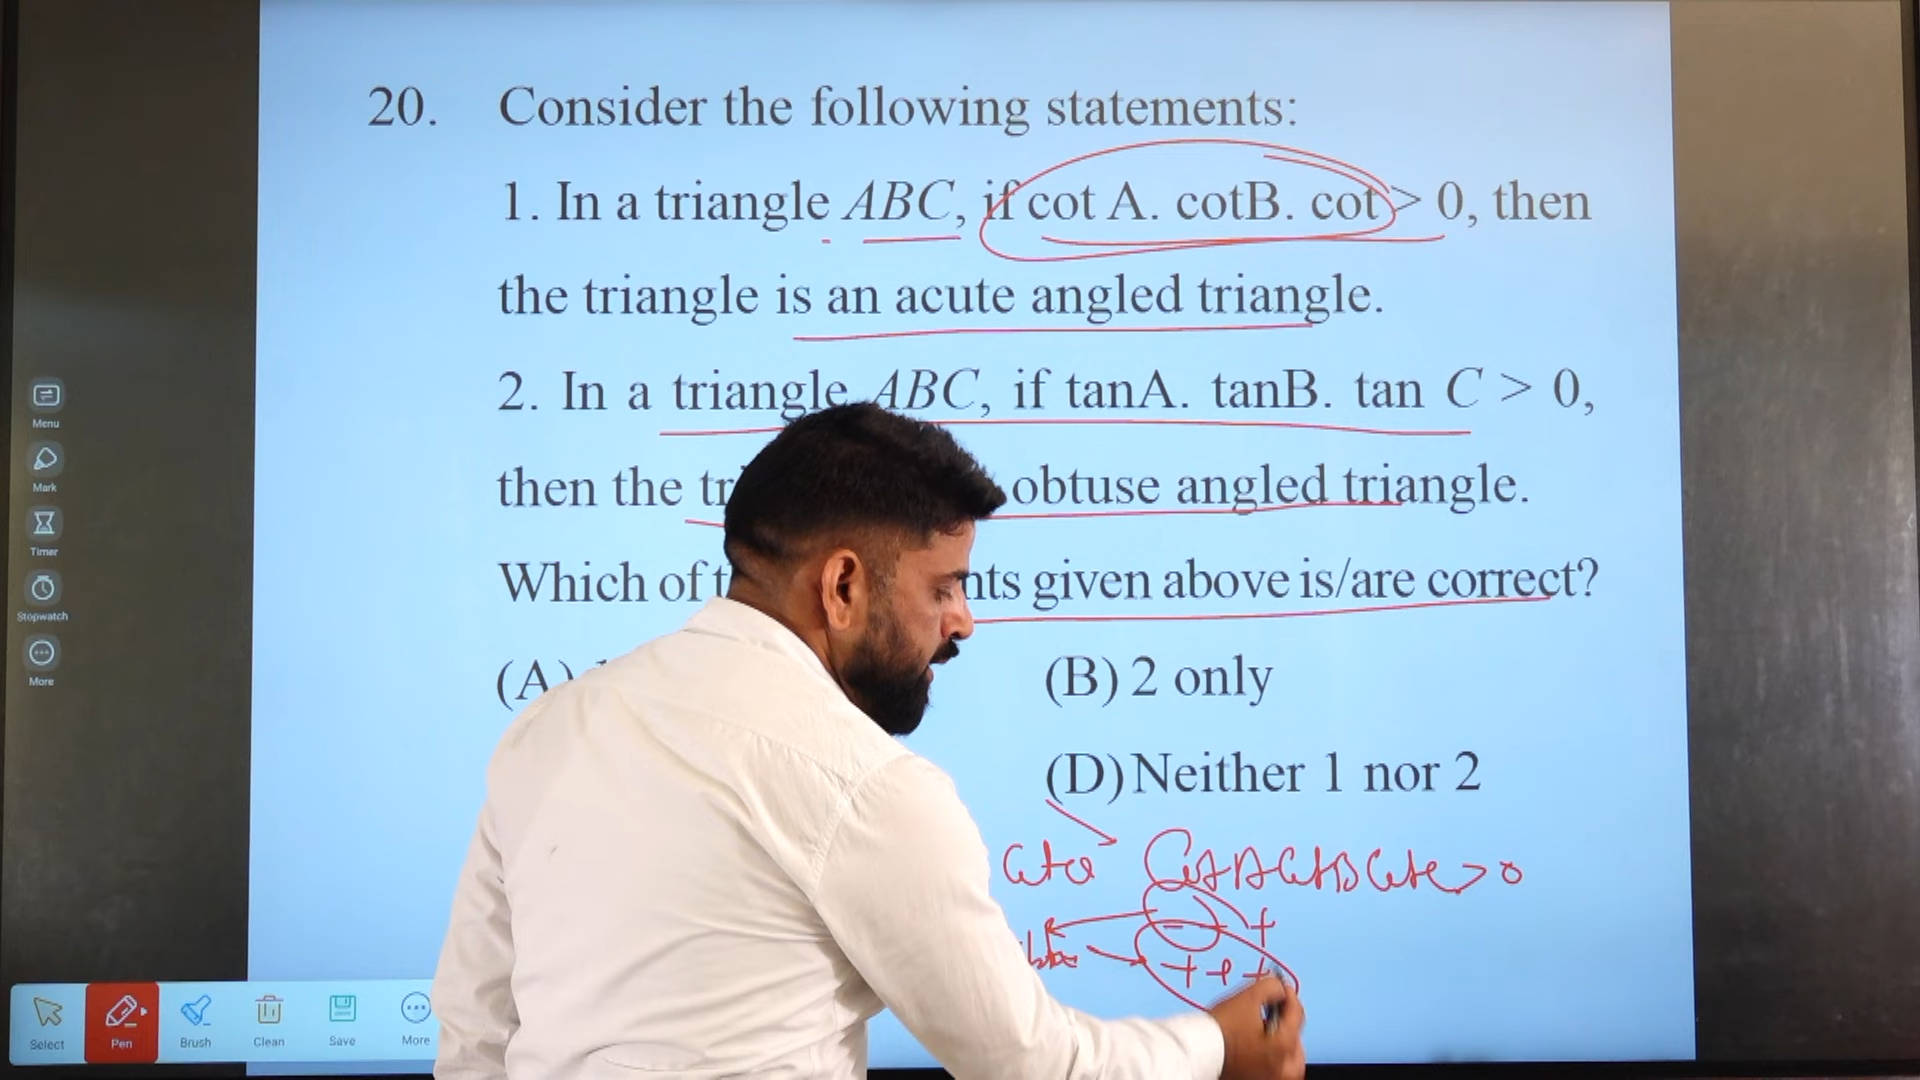 20. Consider the following statements:
1. In a triangle ABC, if cot A. cotB. cot > 0, then
the triangle is an acute angled triangle.
2. In a triangle ABC, if tanA. tanB. tan C > 0,
then the obtuse angled triangle.
Which of given above is/are correct?
(A) (B) 2 only
(D) Neither 1 nor 2
> 0
- - +
+ + +
Menu
Mark
Timer
Stopwatch
More
Select Pen Brush Clean Save More